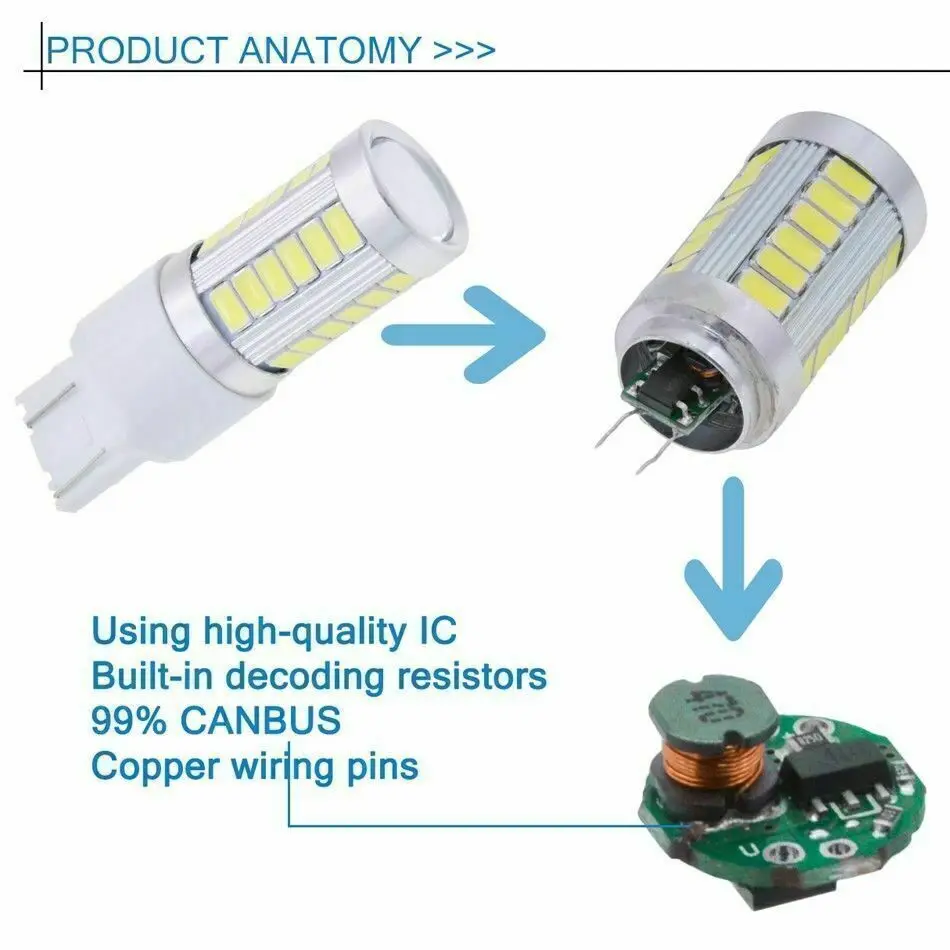 PRODUCT ANATOMY >>>
Using high-quality IC
Built-in decoding resistors
99% CANBUS
Copper wiring pins